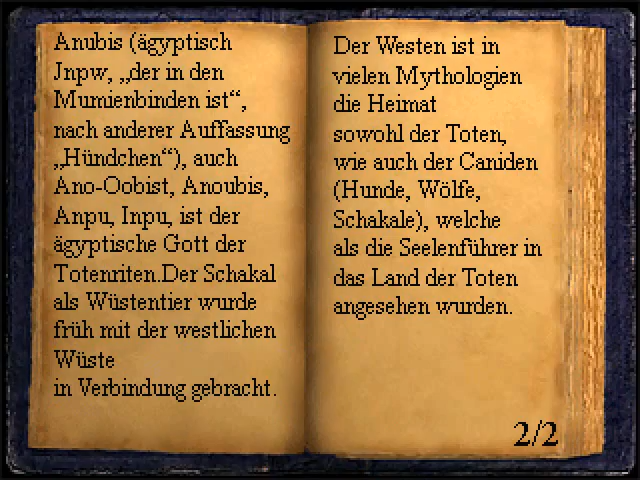 Anubis (ägyptisch
Jnpw, „der in den
Mumienbinden ist“,
nach anderer Auffassung
„Hündchen“), auch
Ano-Oobist, Anoubis,
Anpu, Inpu, ist der
ägyptische Gott der
Totenriten.Der Schakal
als Wüstentier wurde
früh mit der westlichen
Wüste
in Verbindung gebracht.
Der Westen ist in
vielen Mythologien
die Heimat
sowohl der Toten,
wie auch der Caniden
(Hunde, Wölfe,
Schakale), welche
als die Seelenführer in
das Land der Toten
angesehen wurden.
2/2